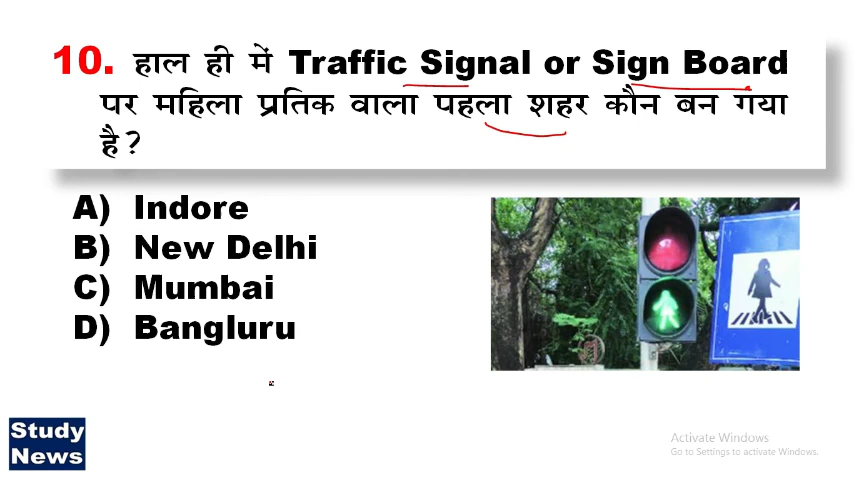 10. हाल ही में Traffic Signal or Sign Board
पर महिला प्रतिक वाला पहला शहर कौन बन गया
है?
A) Indore
B) New Delhi
C) Mumbai
D) Bangluru
Study
News
Activate Windows
Go to Settings to activate Windows.